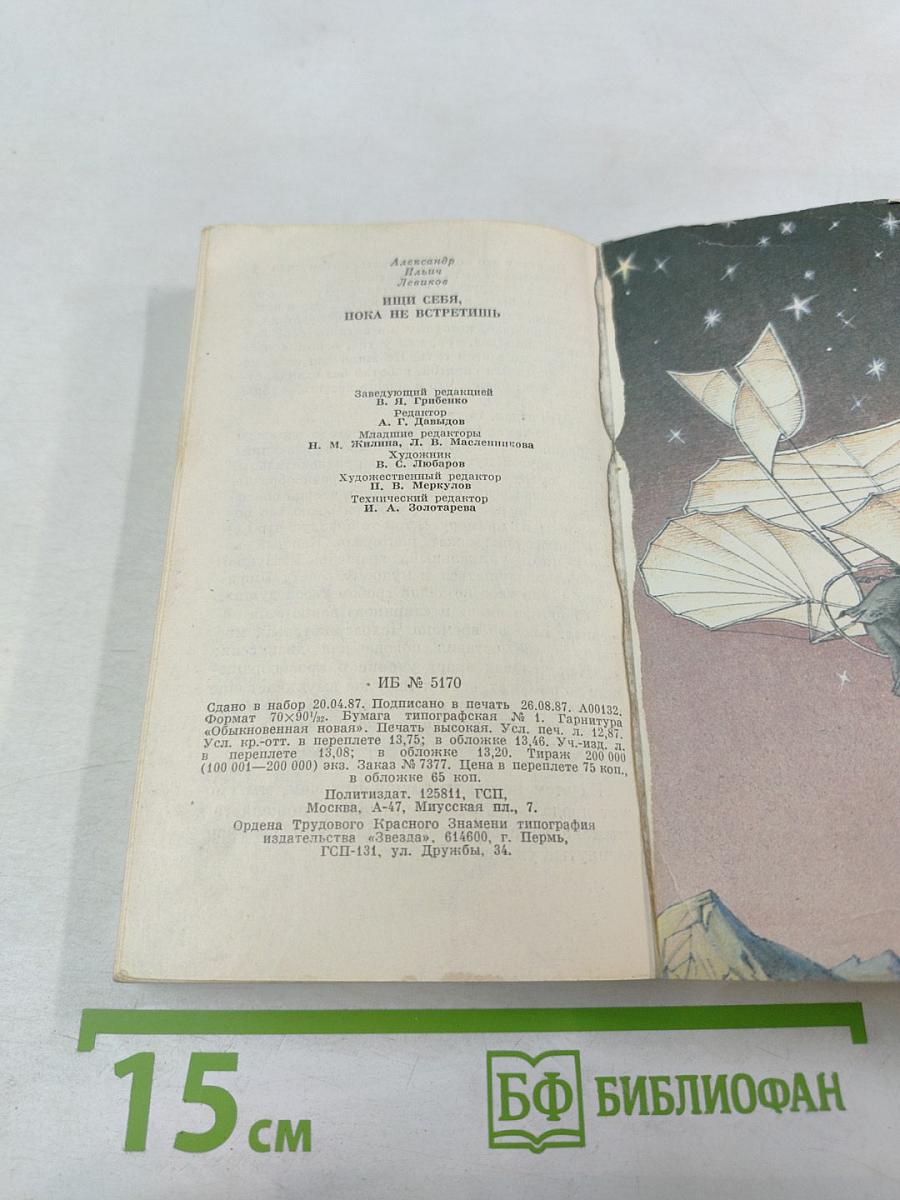 Александр
Ильич
Левиков
ИЩИ СЕБЯ,
ПОКА НЕ ВСТРЕТИШЬ
Заведующий редакцией
В. Я. Грибенко
Редактор
А. Г. Давыдов
Младшие редакторы
Н. М. Жилина, Л. В. Масленникова
Художник
В. С. Любаров
Художественный редактор
П. В. Меркулов
Технический редактор
И. А. Золотарева
ИБ № 5170
Сдано в набор 20.04.87. Подписано в печать 26.08.87. А00132.
Формат 70×90¹/₃₂. Бумага типографская № 1. Гарнитура
«Обыкновенная новая». Печать высокая. Усл. печ. л. 12,87.
Усл. кр.-отт. в переплете 13,75; в обложке 13,46. Уч.-изд. л.
в переплете 13,08; в обложке 13,20. Тираж 200 000
(100 001—200 000) экз. Заказ № 7377. Цена в переплете 75 коп.,
в обложке 65 коп.
Политиздат. 125811, ГСП,
Москва, А-47, Миусская пл., 7.
Ордена Трудового Красного Знамени типография
издательства «Звезда», 614600, г. Пермь,
ГСП-131, ул. Дружбы, 34.
15 см
БФ БИБЛИОФАН